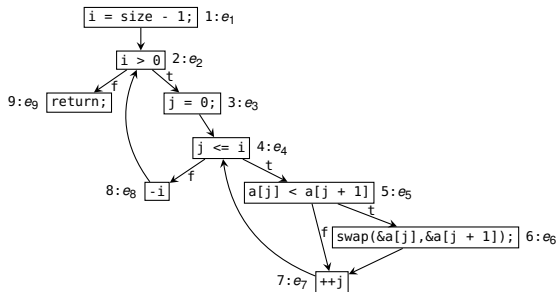 i = size - 1; 1:e₁
i > 0 2:e₂
f t
9:e₉ return; j = 0; 3:e₃
j <= i 4:e₄
f t
8:e₈ -i a[j] < a[j + 1] 5:e₅
f t
swap(&a[j],&a[j + 1]); 6:e₆
7:e₇ ++j